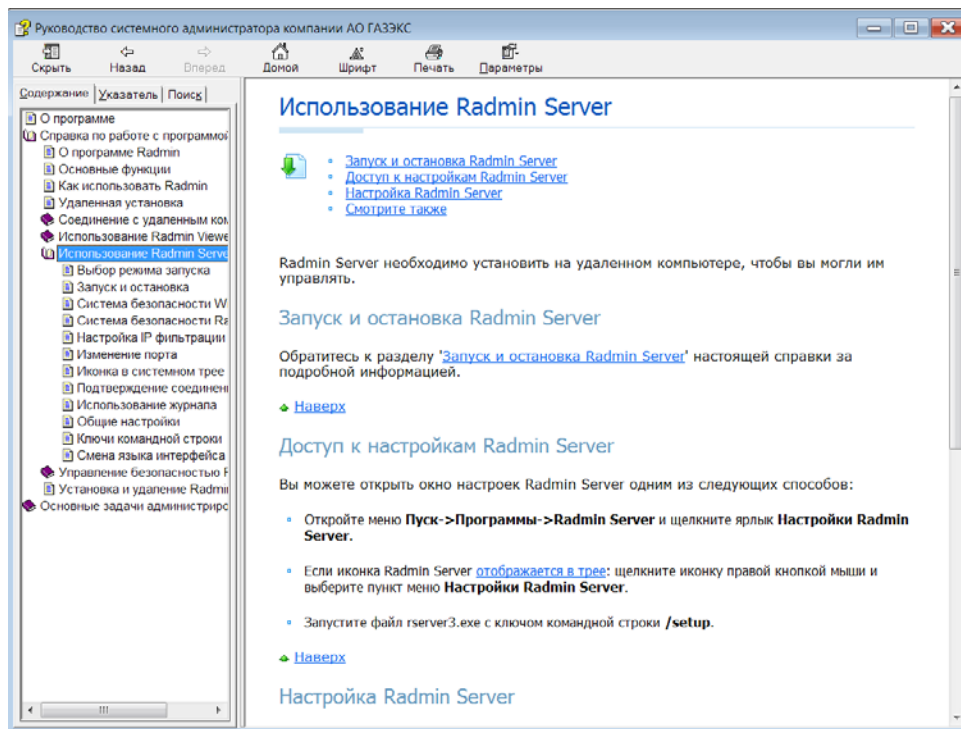 Руководство системного администратора компании АО ГАЗЭКС
Скрыть Назад Вперед Домой Шрифт Печать Параметры
Содержание Указатель Поиск
О программе
Справка по работе с программой
О программе Radmin
Основные функции
Как использовать Radmin
Удаленная установка
Соединение с удаленным ком
Использование Radmin Viewe
Использование Radmin Serve
Выбор режима запуска
Запуск и остановка
Система безопасности W
Система безопасности Ra
Настройка IP фильтрации
Изменение порта
Иконка в системном трее
Подтверждение соединени
Использование журнала
Общие настройки
Ключи командной строки
Смена языка интерфейса
Управление безопасностью R
Установка и удаление Radmi
Основные задачи администриро
Использование Radmin Server
Запуск и остановка Radmin Server
Доступ к настройкам Radmin Server
Настройка Radmin Server
Смотрите также
Radmin Server необходимо установить на удаленном компьютере, чтобы вы могли им
управлять.
Запуск и остановка Radmin Server
Обратитесь к разделу 'Запуск и остановка Radmin Server' настоящей справки за
подробной информацией.
Наверх
Доступ к настройкам Radmin Server
Вы можете открыть окно настроек Radmin Server одним из следующих способов:
Откройте меню Пуск->Программы->Radmin Server и щелкните ярлык Настройки Radmin
Server.
Если иконка Radmin Server отображается в трее: щелкните иконку правой кнопкой мыши и
выберите пункт меню Настройки Radmin Server.
Запустите файл rserver3.exe с ключом командной строки /setup.
Наверх
Настройка Radmin Server